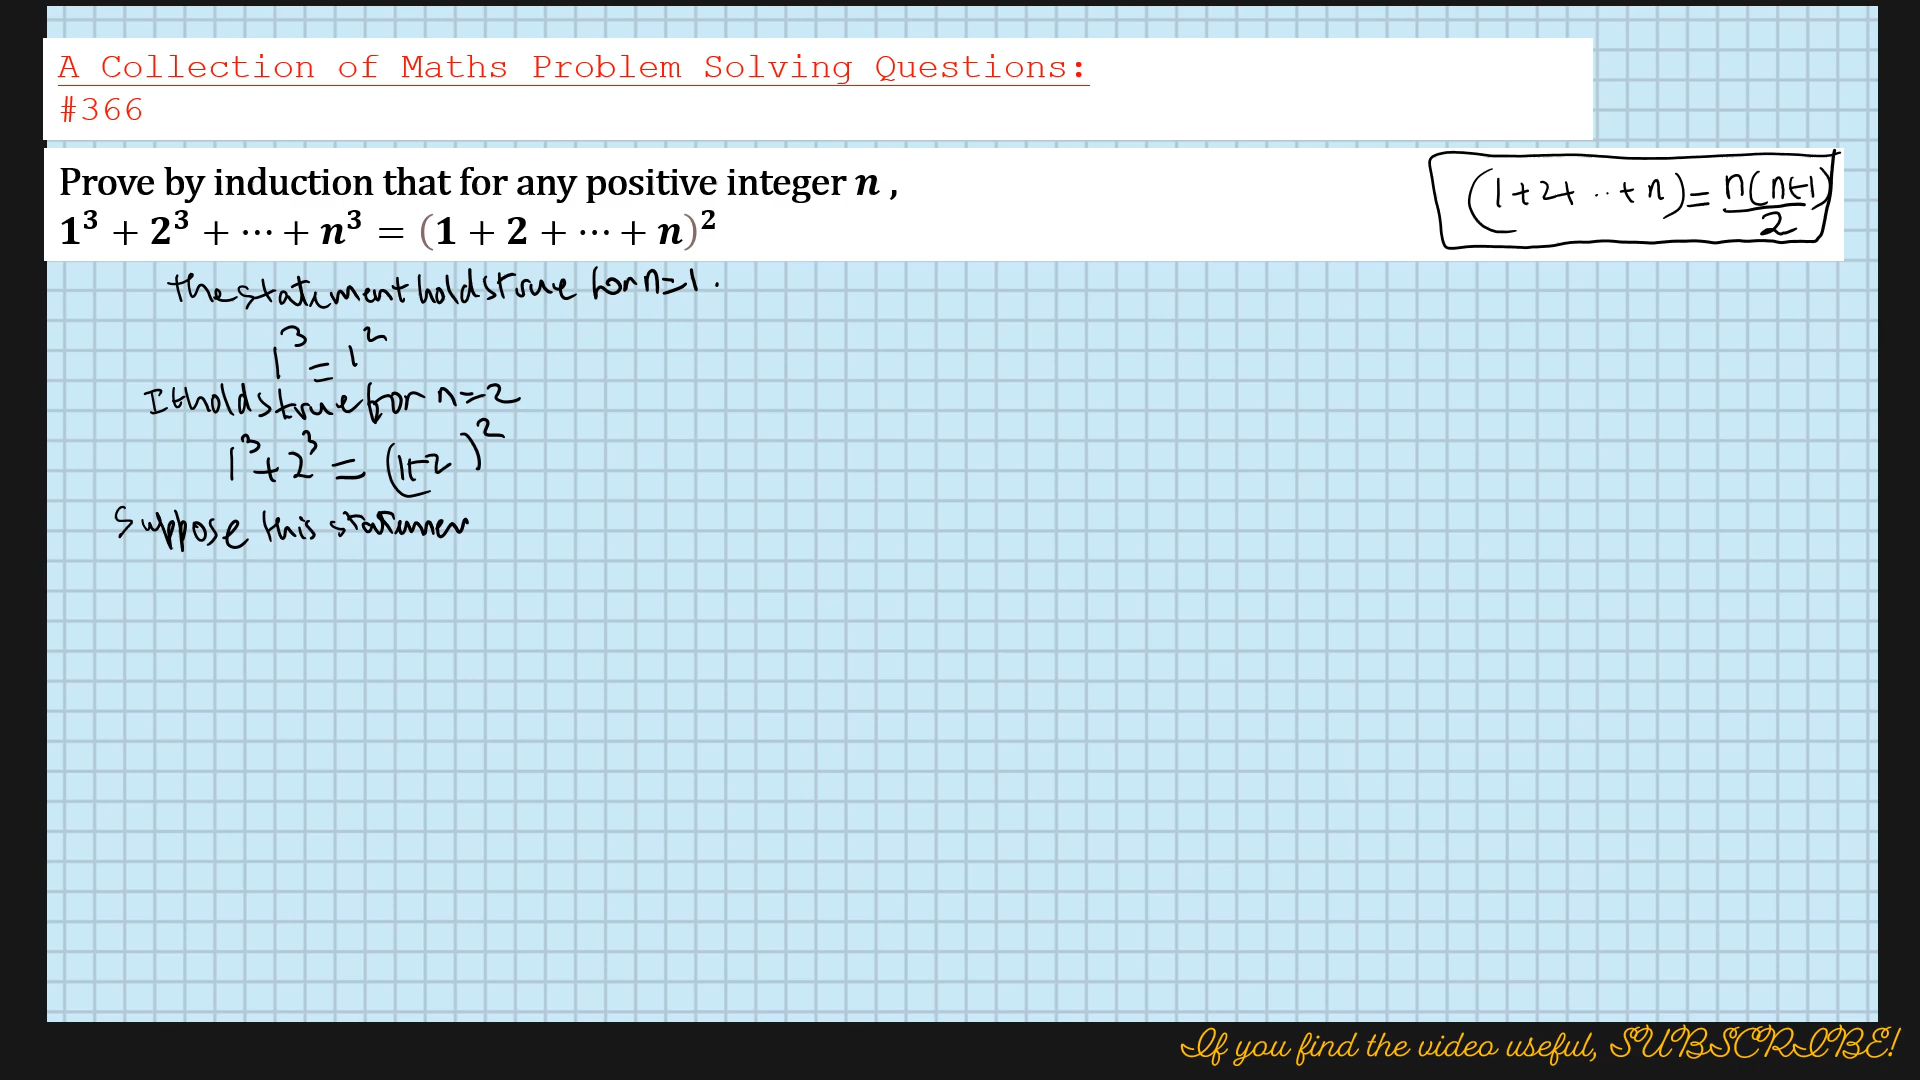 A Collection of Maths Problem Solving Questions:
#366
Prove by induction that for any positive integer n ,
1³ + 2³ + ⋯ + n³ = (1 + 2 + ⋯ + n)²
(1+2+ ‥ + n) = n(n+1)/2
the statement holds true for n=1 .
1³ = 1²
It holds true for n=2
1³+2³ = (1+2)²
Suppose this statemen
If you find the video useful, SUBSCRIBE!